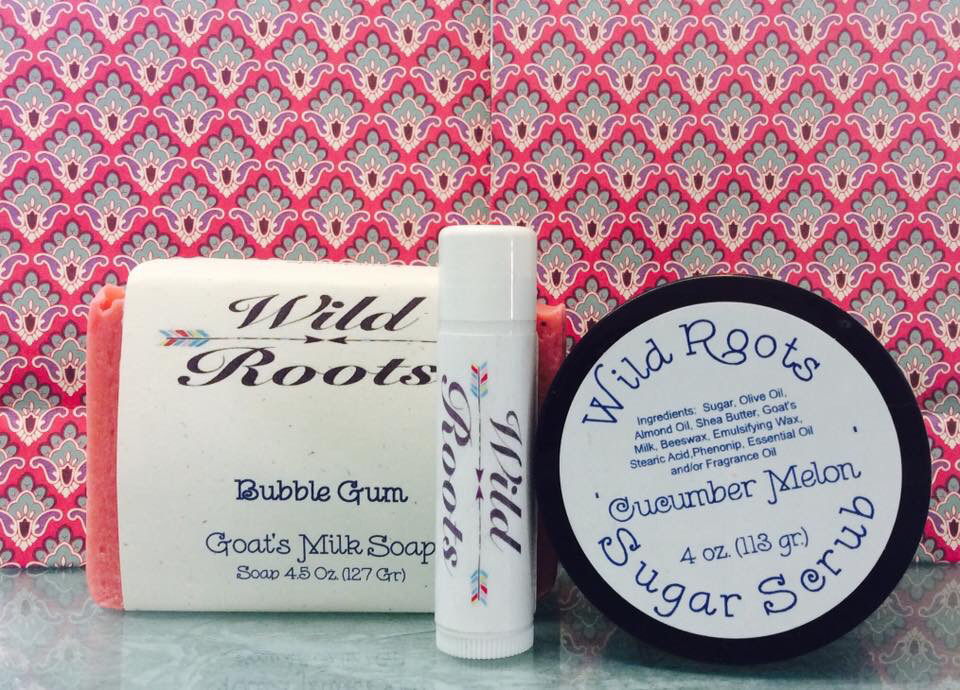 Wild
Roots
Bubble Gum
Goat's Milk Soap
Soap 4.5 Oz. (127 Gr)
Wild
Roots
Wild Roots
Ingredients: Sugar, Olive Oil,
Almond Oil, Shea Butter, Goat's
Milk, Beeswax, Emulsifying Wax,
Stearic Acid,Phenonip, Essential Oil
and/or Fragrance Oil
Cucumber Melon
4 oz. (113 gr.)
Sugar Scrub